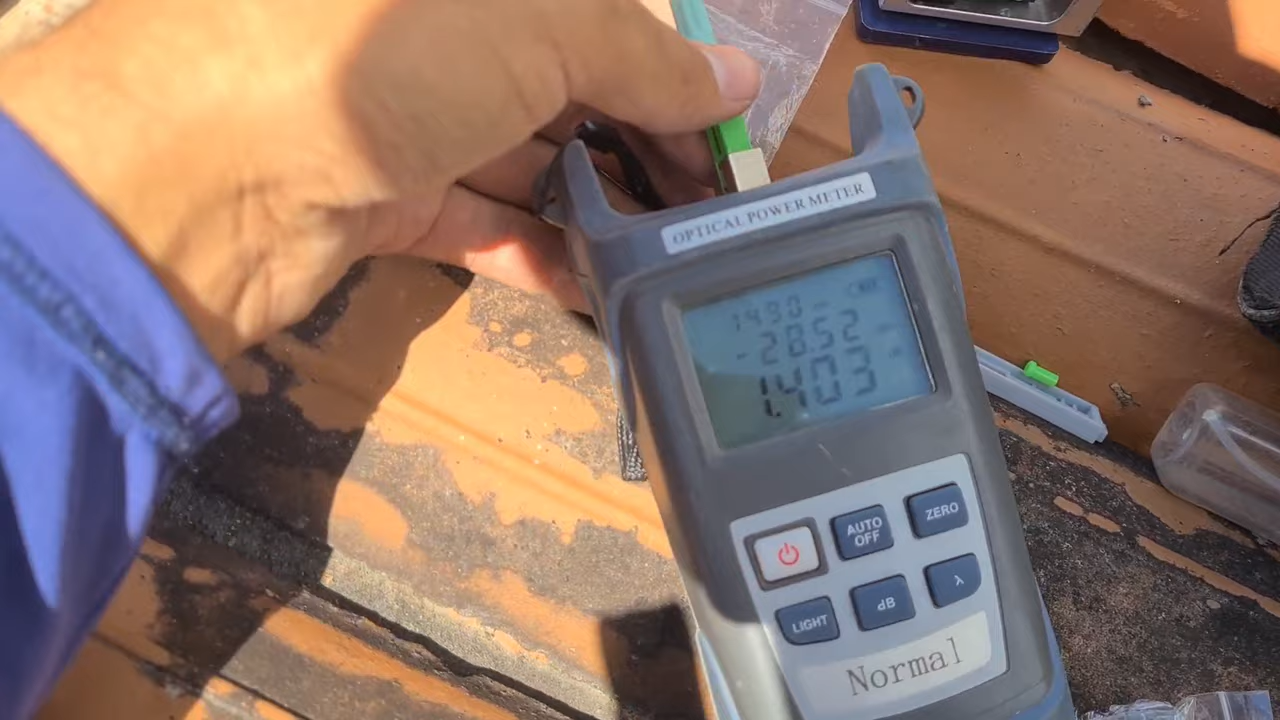 OPTICAL POWER METER
1490
-28.52
1.403
AUTO OFF
ZERO
LIGHT
dB
λ
Normal